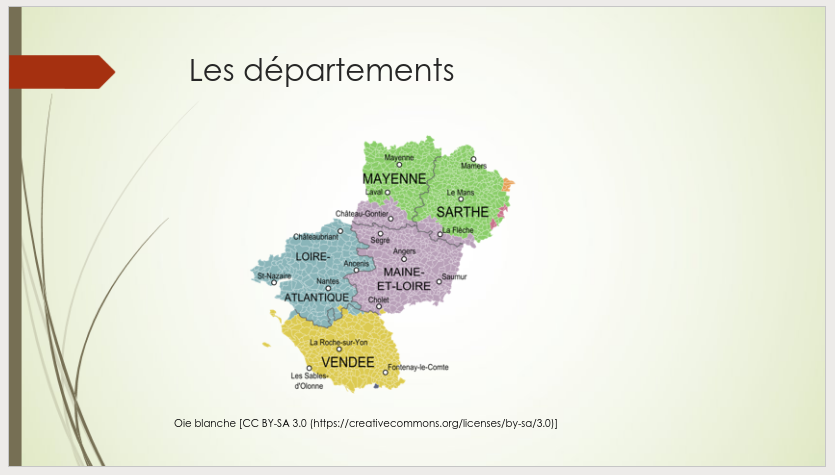 Les départements
Mayenne
Mamers
MAYENNE
Laval
Le Mans
SARTHE
Château-Gontier
La Flèche
Châteaubriant
Segré
Angers
LOIRE-
Ancenis
MAINE-
St-Nazaire
Saumur
Nantes
ET-LOIRE
ATLANTIQUE
Cholet
La Roche-sur-Yon
VENDEE
Fontenay-le-Comte
Les Sables-
d'Olonne
Oie blanche [CC BY-SA 3.0 (https://creativecommons.org/licenses/by-sa/3.0)]